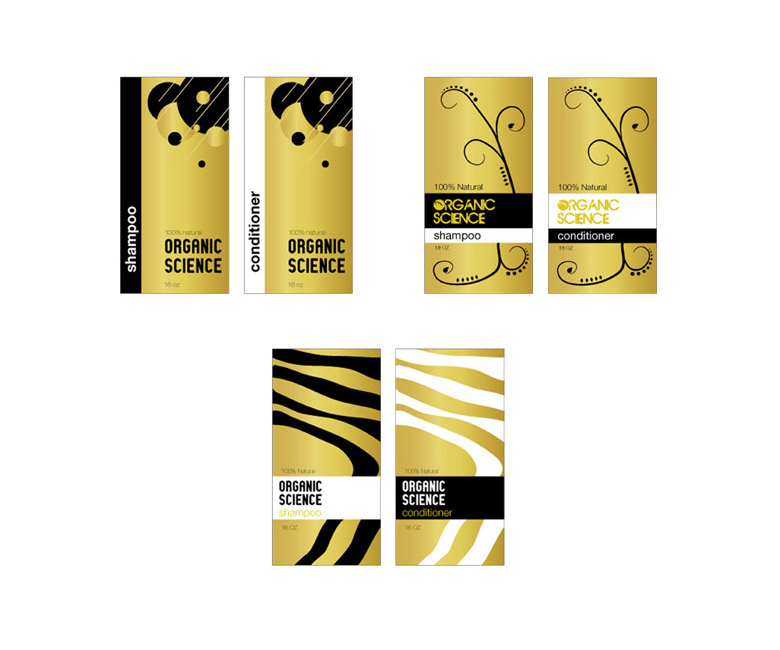 shampoo
100% natural
ORGANIC
SCIENCE
16 oz
conditioner
100% natural
ORGANIC
SCIENCE
16 oz
100% Natural
ORGANIC
SCIENCE
shampoo
16 OZ
100% Natural
ORGANIC
SCIENCE
conditioner
16 OZ
100% Natural
ORGANIC
SCIENCE
shampoo
16 OZ
100% Natural
ORGANIC
SCIENCE
conditioner
16 OZ